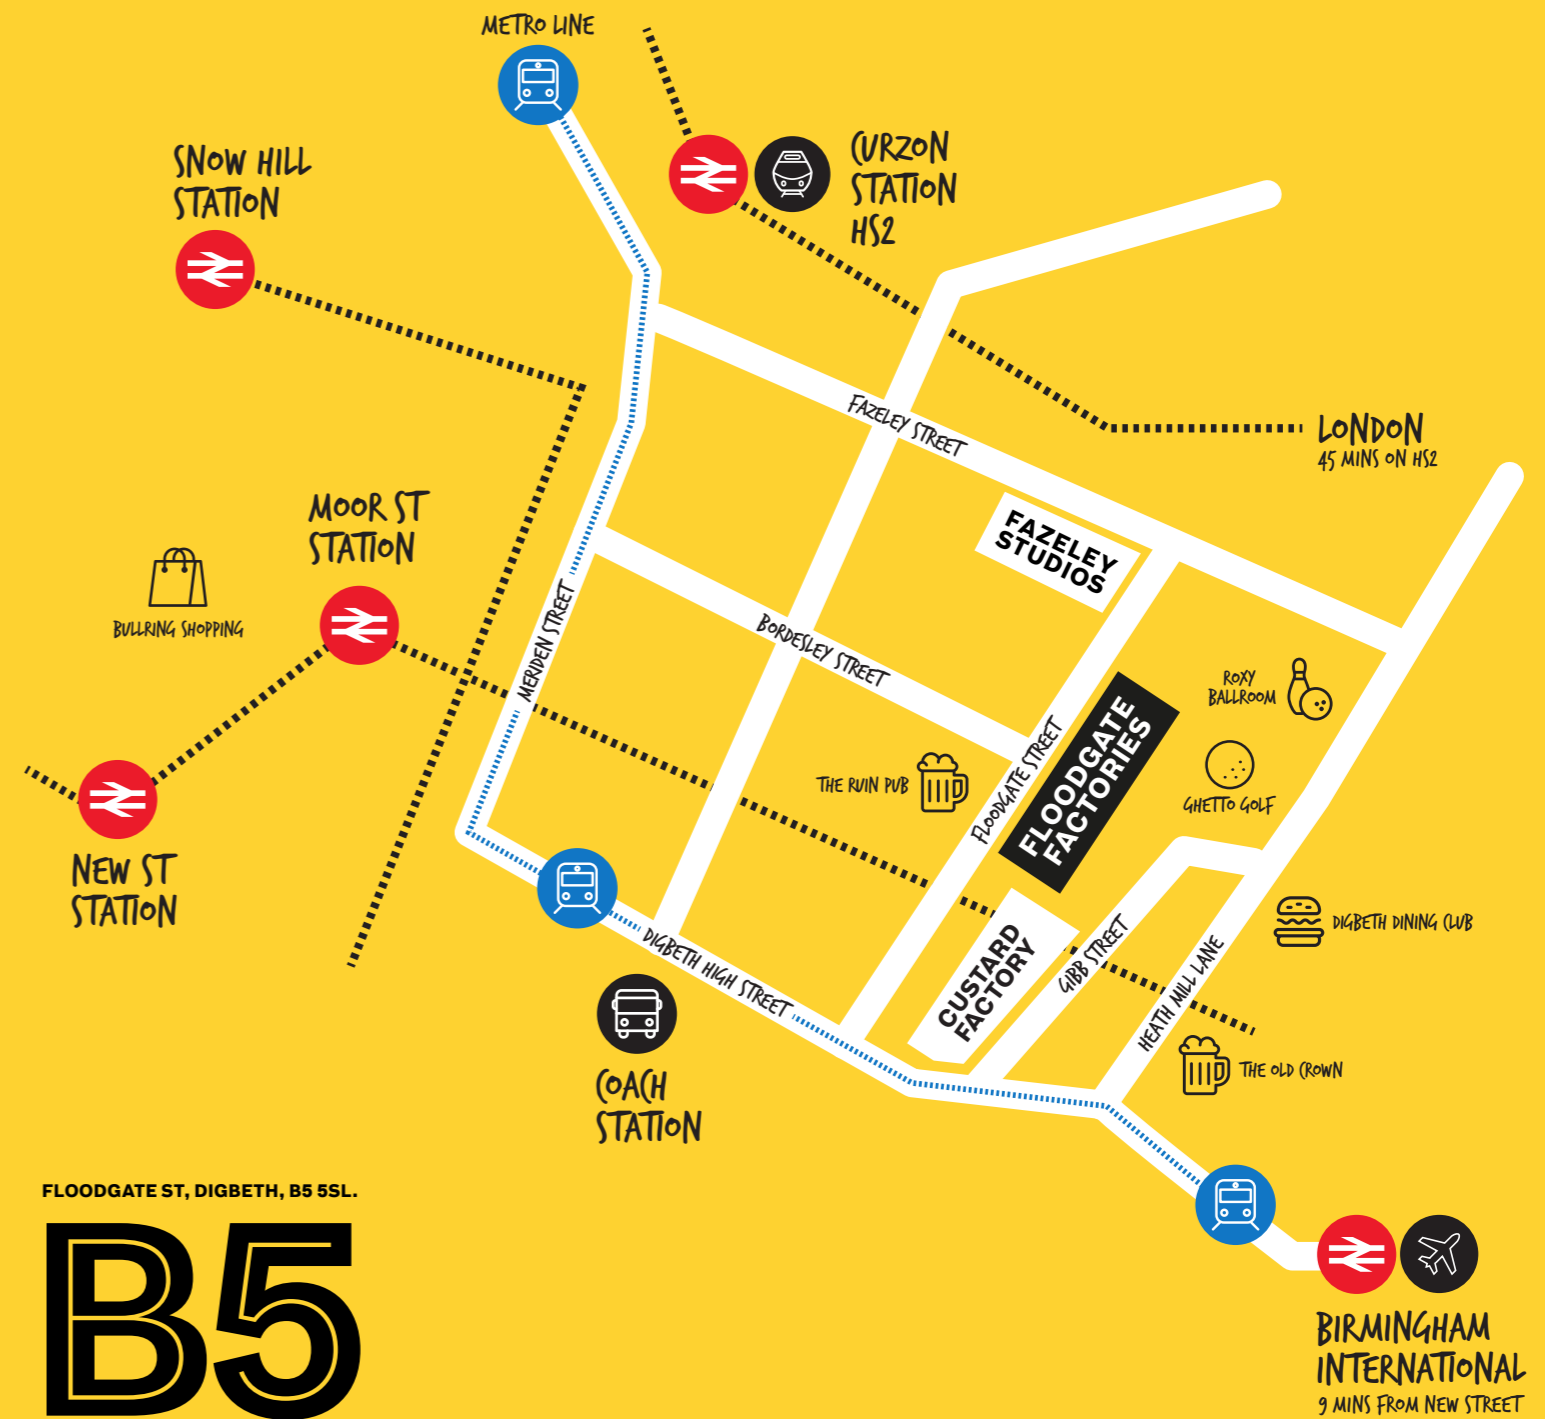 METRO LINE
SNOW HILL
STATION
CURZON
STATION
HS2
FAZELEY STREET
LONDON
45 MINS ON HS2
MOOR ST
STATION
BULLRING SHOPPING
FAZELEY
STUDIOS
MERIDEN STREET
BORDESLEY STREET
ROXY
BALLROOM
THE RUIN PUB
FLOODGATE STREET
FLOODGATE
FACTORIES
GHETTO GOLF
NEW ST
STATION
DIGBETH HIGH STREET
CUSTARD
FACTORY
GIBB STREET
HEATH MILL LANE
DIGBETH DINING CLUB
THE OLD CROWN
COACH
STATION
FLOODGATE ST, DIGBETH, B5 5SL.
B5
BIRMINGHAM
INTERNATIONAL
9 MINS FROM NEW STREET